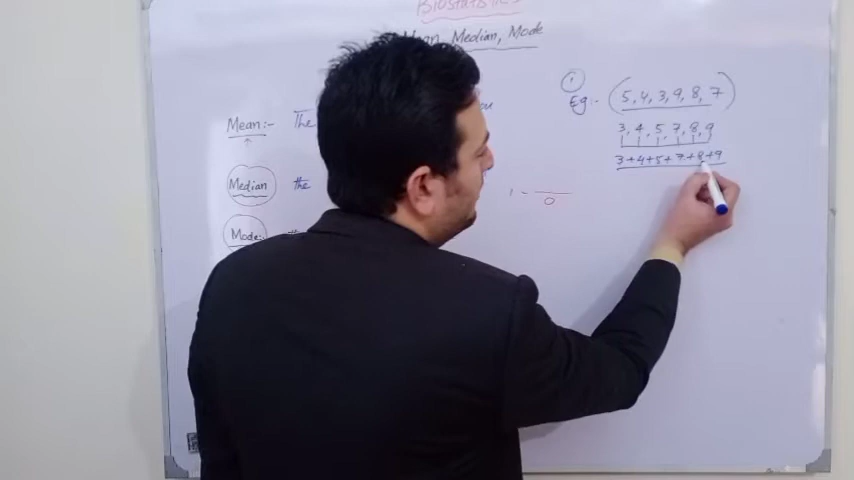 Biostatistics
Mean, Median, Mode
Mean:- The
Median the
Mode:-
1
Eg:- (5, 4, 3, 9, 8, 7)
3, 4, 5, 7, 8, 9
3+4+5+7+8+9